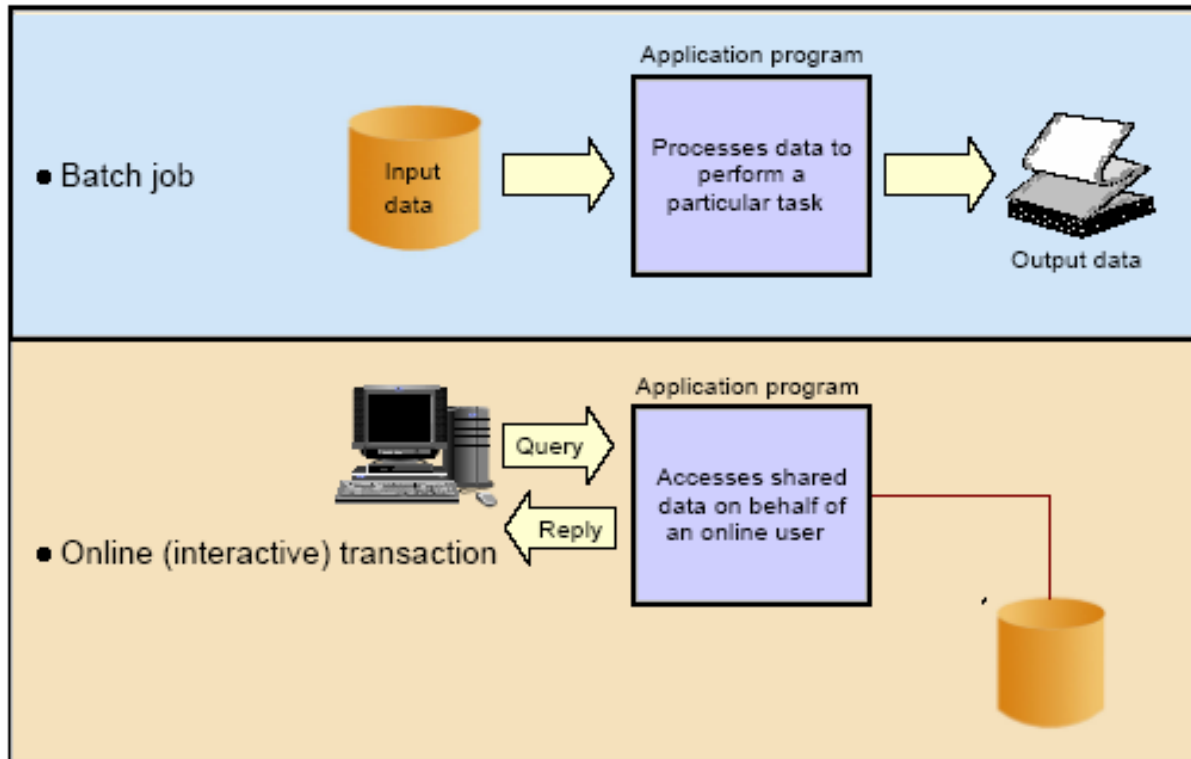 Application program
● Batch job
Input
data
Processes data to
perform a
particular task
Output data
Application program
Query
Reply
Accesses shared
data on behalf of
an online user
● Online (interactive) transaction